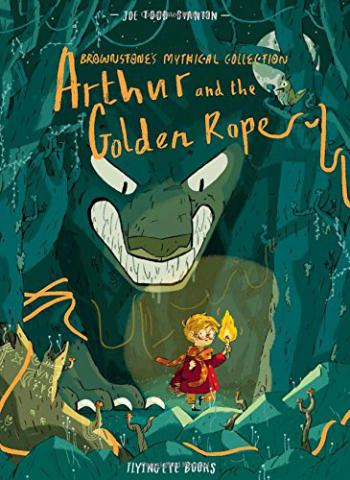 JOE TODD-STANTON
BROWNSTONE'S MYTHICAL COLLECTION
Arthur and the
Golden Rope
FLYING EYE BOOKS